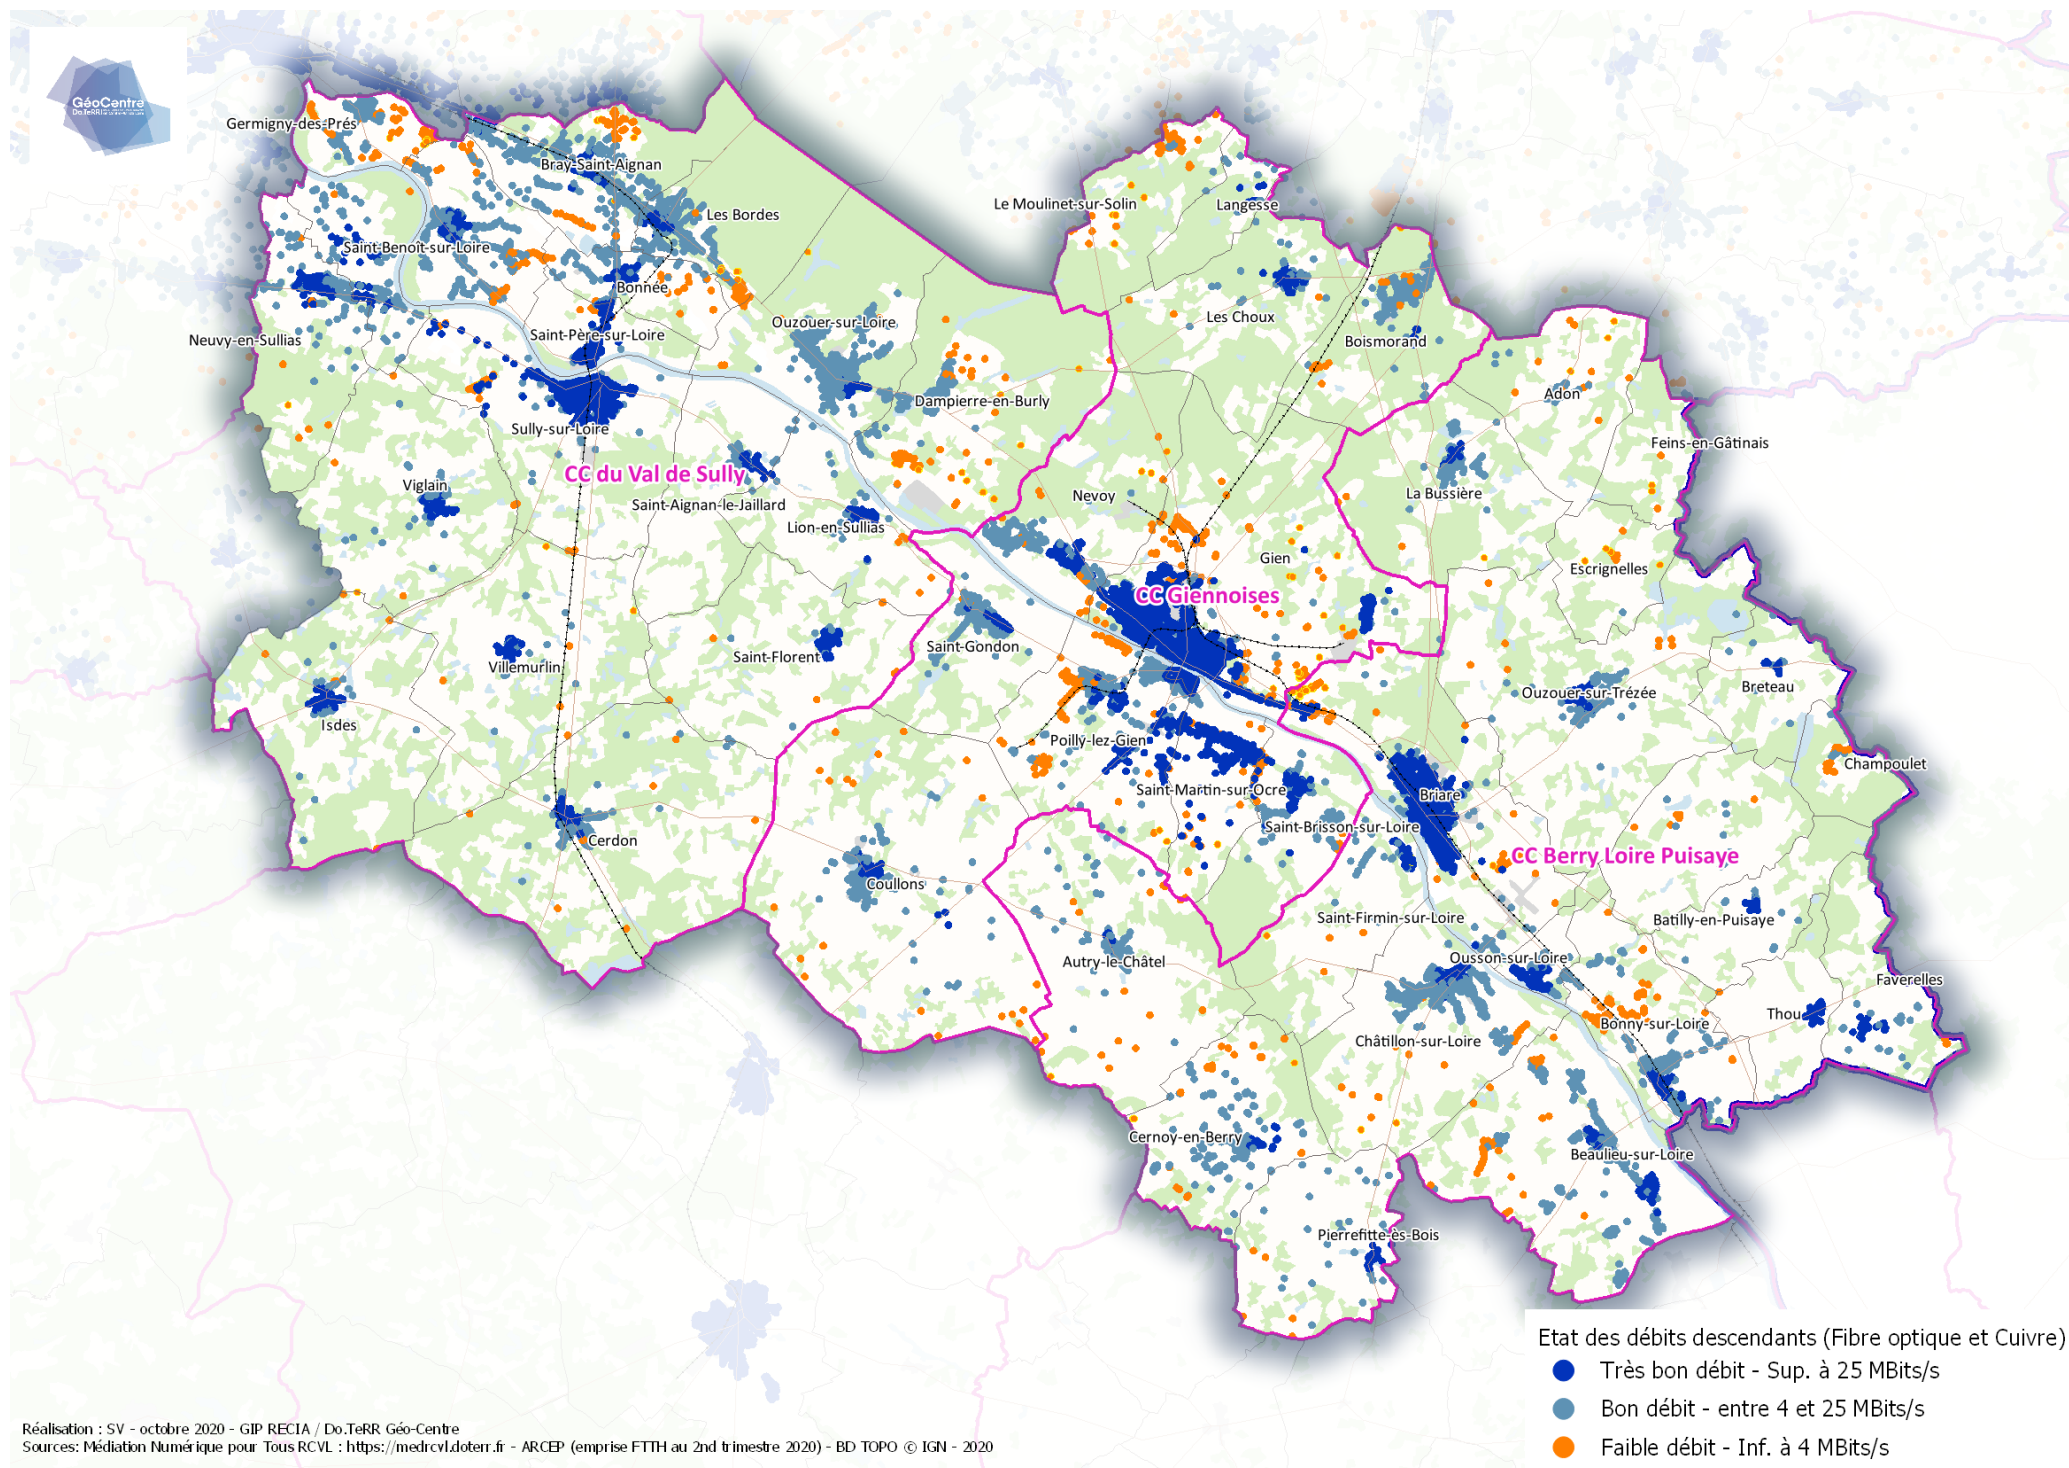 GéoCentre
Do.TeRR
Germigny-des-Prés
Bray-Saint-Aignan
Les Bordes
Le Moulinet-sur-Solin
Langesse
Saint-Benoît-sur-Loire
Bonnée
Ouzouer-sur-Loire
Les Choux
Saint-Père-sur-Loire
Neuvy-en-Sullias
Boismorand
Adon
Dampierre-en-Burly
Sully-sur-Loire
Feins-en-Gâtinais
CC du Val de Sully
Viglain
La Bussière
Nevoy
Saint-Aignan-le-Jaillard
Lion-en-Sullias
Gien
Escrignelles
CC Giennoises
Saint-Gondon
Saint-Florent
Villemurlin
Breteau
Ouzouer-sur-Trézée
Isdes
Poilly-lez-Gien
Champoulet
Saint-Martin-sur-Ocre
Briare
Saint-Brisson-sur-Loire
Cerdon
CC Berry Loire Puisaye
Coullons
Saint-Firmin-sur-Loire
Batilly-en-Puisaye
Autry-le-Châtel
Ousson-sur-Loire
Faverelles
Thou
Bonny-sur-Loire
Châtillon-sur-Loire
Cernoy-en-Berry
Beaulieu-sur-Loire
Pierrefitte-ès-Bois
Etat des débits descendants (Fibre optique et Cuivre)
Très bon débit - Sup. à 25 MBits/s
Bon débit - entre 4 et 25 MBits/s
Faible débit - Inf. à 4 MBits/s
Réalisation : SV - octobre 2020 - GIP RECIA / Do.TeRR Géo-Centre
Sources: Médiation Numérique pour Tous RCVL : https://medrcvl.doterr.fr - ARCEP (emprise FTTH au 2nd trimestre 2020) - BD TOPO © IGN - 2020